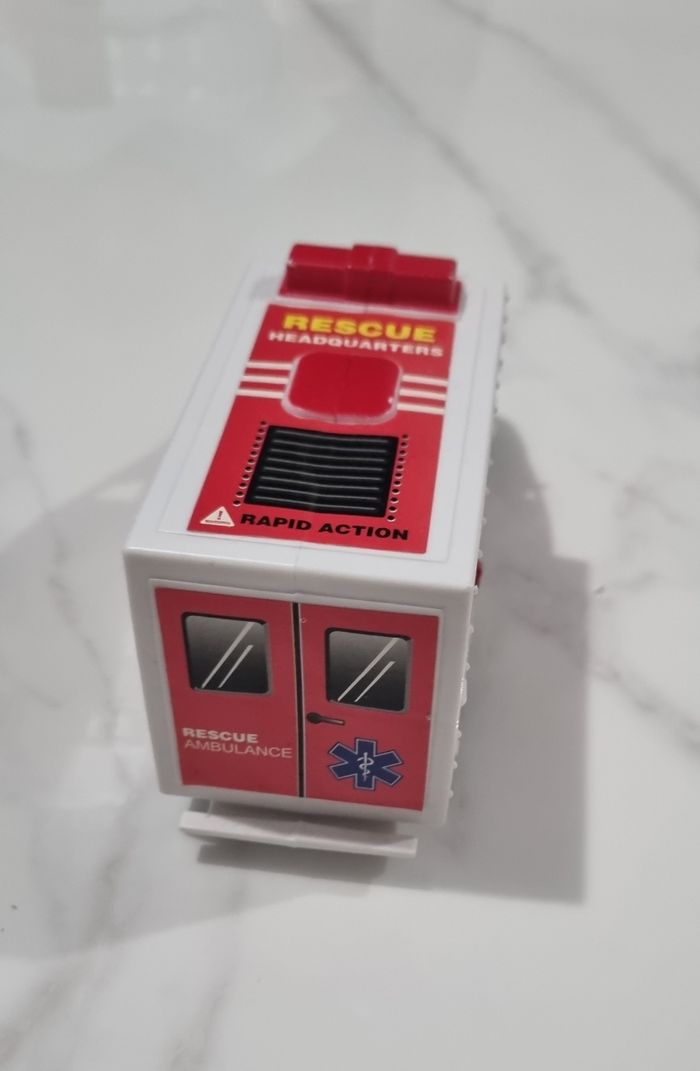 RESCUE
HEADQUARTERS
RAPID ACTION
RESCUE
AMBULANCE